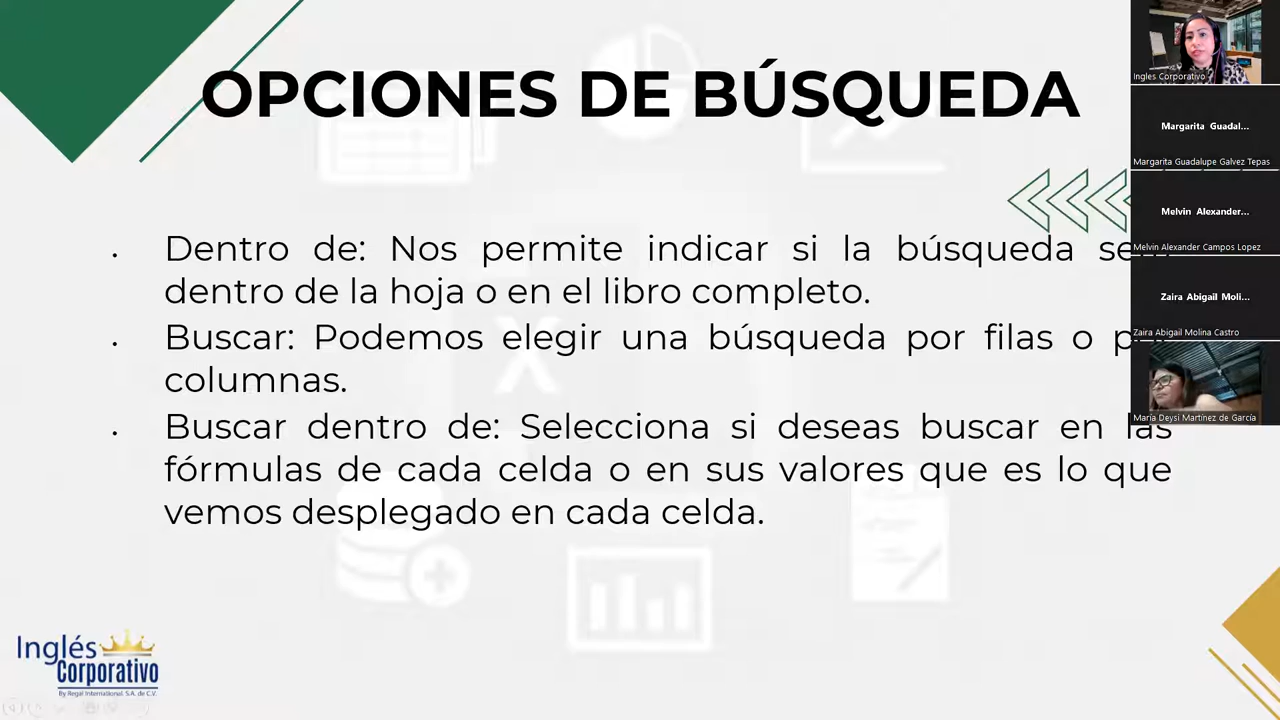 OPCIONES DE BÚSQUEDA
Dentro de: Nos permite indicar si la búsqueda
dentro de la hoja o en el libro completo.
Buscar: Podemos elegir una búsqueda por filas o
columnas.
Buscar dentro de: Selecciona si deseas buscar en las
fórmulas de cada celda o en sus valores que es lo que
vemos desplegado en cada celda.
Ingles Corporativo
Margarita Guadal...
Margarita Guadalupe Galvez Tepas
Melvin Alexander...
Melvin Alexander Campos Lopez
Zaira Abigail Moli...
Zaira Abigail Molina Castro
María Deysi Martínez de García
Inglés
Corporativo
By Regal International, S.A. de C.V.